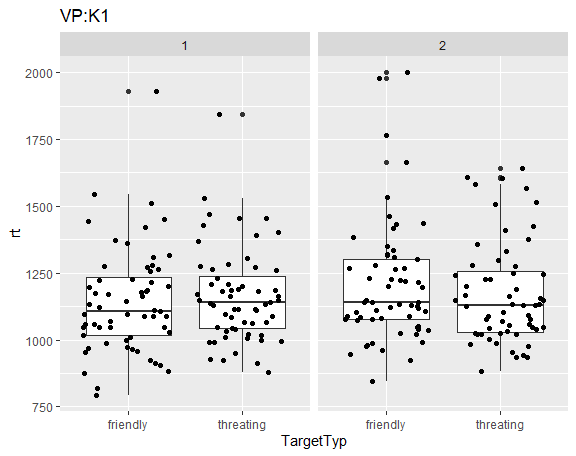 VP:K1
1 2
2000
1750
1500
1250
1000
750
rt
friendly threating friendly threating
TargetTyp